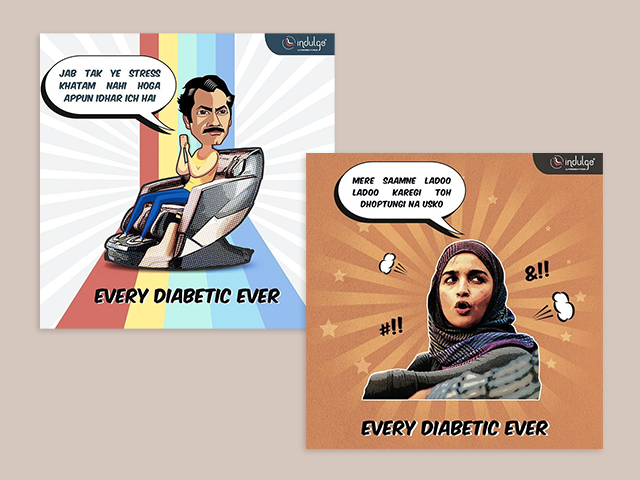 indulge
JAB TAK YE STRESS
KHATAM NAHI HOGA
APPUN IDHAR ICH HAI
EVERY DIABETIC EVER
indulge
MERE SAAMNE LADOO
LADOO KAREGI TOH
DHOPTUNGI NA USKO
&!!
#!!
EVERY DIABETIC EVER